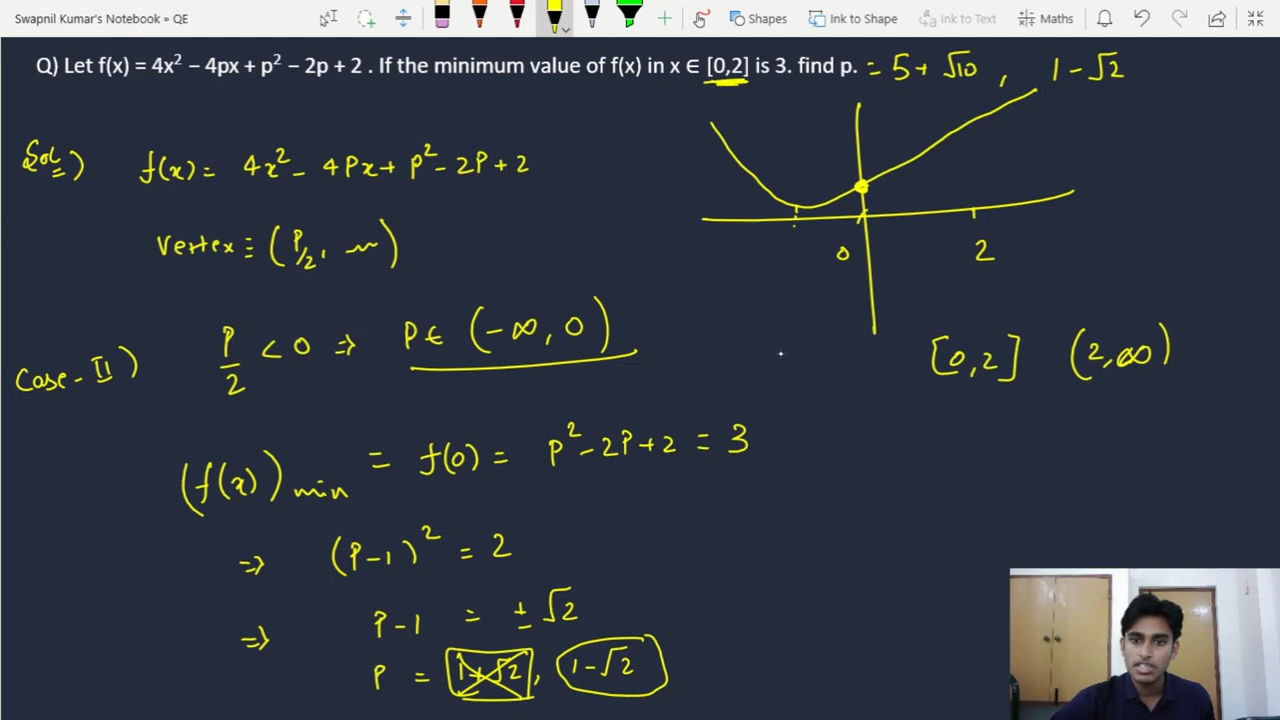 Swapnil Kumar's Notebook » QE
Shapes Ink to Shape Ink to Text Maths
Q) Let f(x) = 4x² − 4px + p² − 2p + 2 . If the minimum value of f(x) in x ∈ [0,2] is 3. find p. = 5+√10 , 1−√2
Sol) f(x) = 4x² − 4Px + P² − 2P + 2
Vertex ≡ (P/2, ~)
0 2
Case-II) P/2 < 0 ⇒ P∈ (−∞, 0)
[0,2] (2,∞)
(f(x))min = f(0) = P² − 2P + 2 = 3
⇒ (P−1)² = 2
⇒ P−1 = ±√2
P = 1+√2, 1−√2